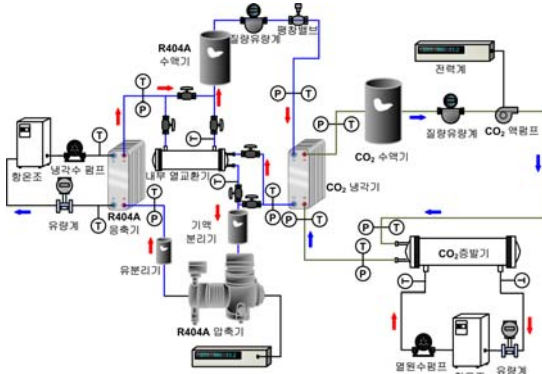 R404A
수액기
질량유량계
팽창밸브
전력계
P
T
P
T
P
T
T
T
항온조
냉각수 펌프
내부 열교환기
CO₂ 수액기
질량유량계
CO₂ 액펌프
R404A
응축기
유량계
T
T
P
기액
분리기
P
T
P
T
CO₂ 냉각기
T
P
CO₂증발기
유분리기
T
T
R404A 압축기
열원수펌프
유량계